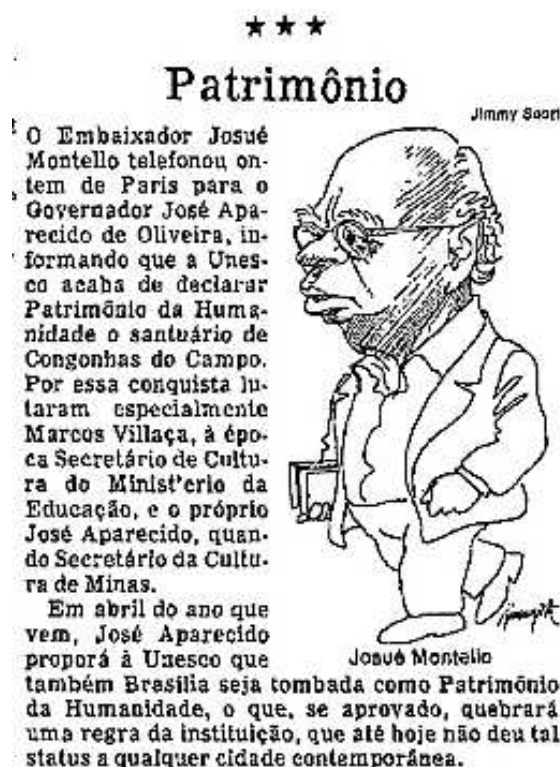 ★ ★ ★
Patrimônio
Jimmy Scott
O Embaixador Josué
Montello telefonou on-
tem de Paris para o
Governador José Apa-
recido de Oliveira, in-
formando que a Unes-
co acaba de declarar
Patrimônio da Huma-
nidade o santuário de
Congonhas do Campo.
Por essa conquista lu-
taram especialmente
Marcos Villaça, à épo-
ca Secretário de Cultu-
ra do Minist'erio da
Educação, e o próprio
José Aparecido, quan-
do Secretário da Cultu-
ra de Minas.
Em abril do ano que
vem, José Aparecido
proporá à Unesco que
também Brasília seja tombada como Patrimônio
da Humanidade, o que, se aprovado, quebrará
uma regra da instituição, que até hoje não deu tal
status a qualquer cidade contemporânea.
Josué Montello